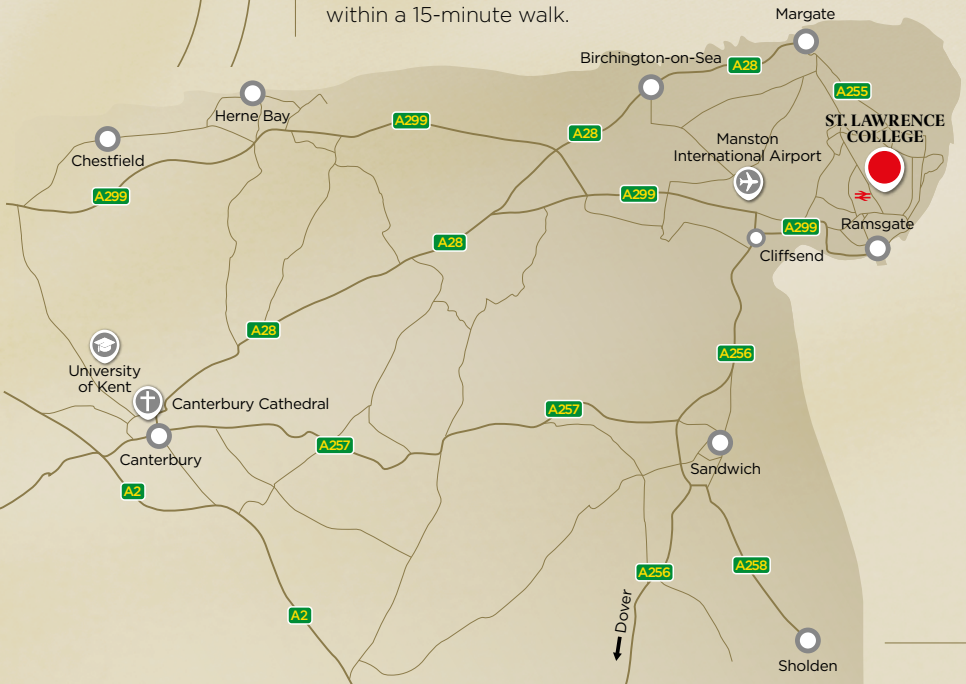 within a 15-minute walk.
Margate
Birchington-on-Sea
A28
A255
Herne Bay
A299
A28
ST. LAWRENCE
COLLEGE
Chestfield
Manston
International Airport
A299
A299
A28
A299
Ramsgate
Cliffsend
A28
University
of Kent
A256
Canterbury Cathedral
A257
A257
Canterbury
Sandwich
A2
A256
A258
A2
Dover
Sholden